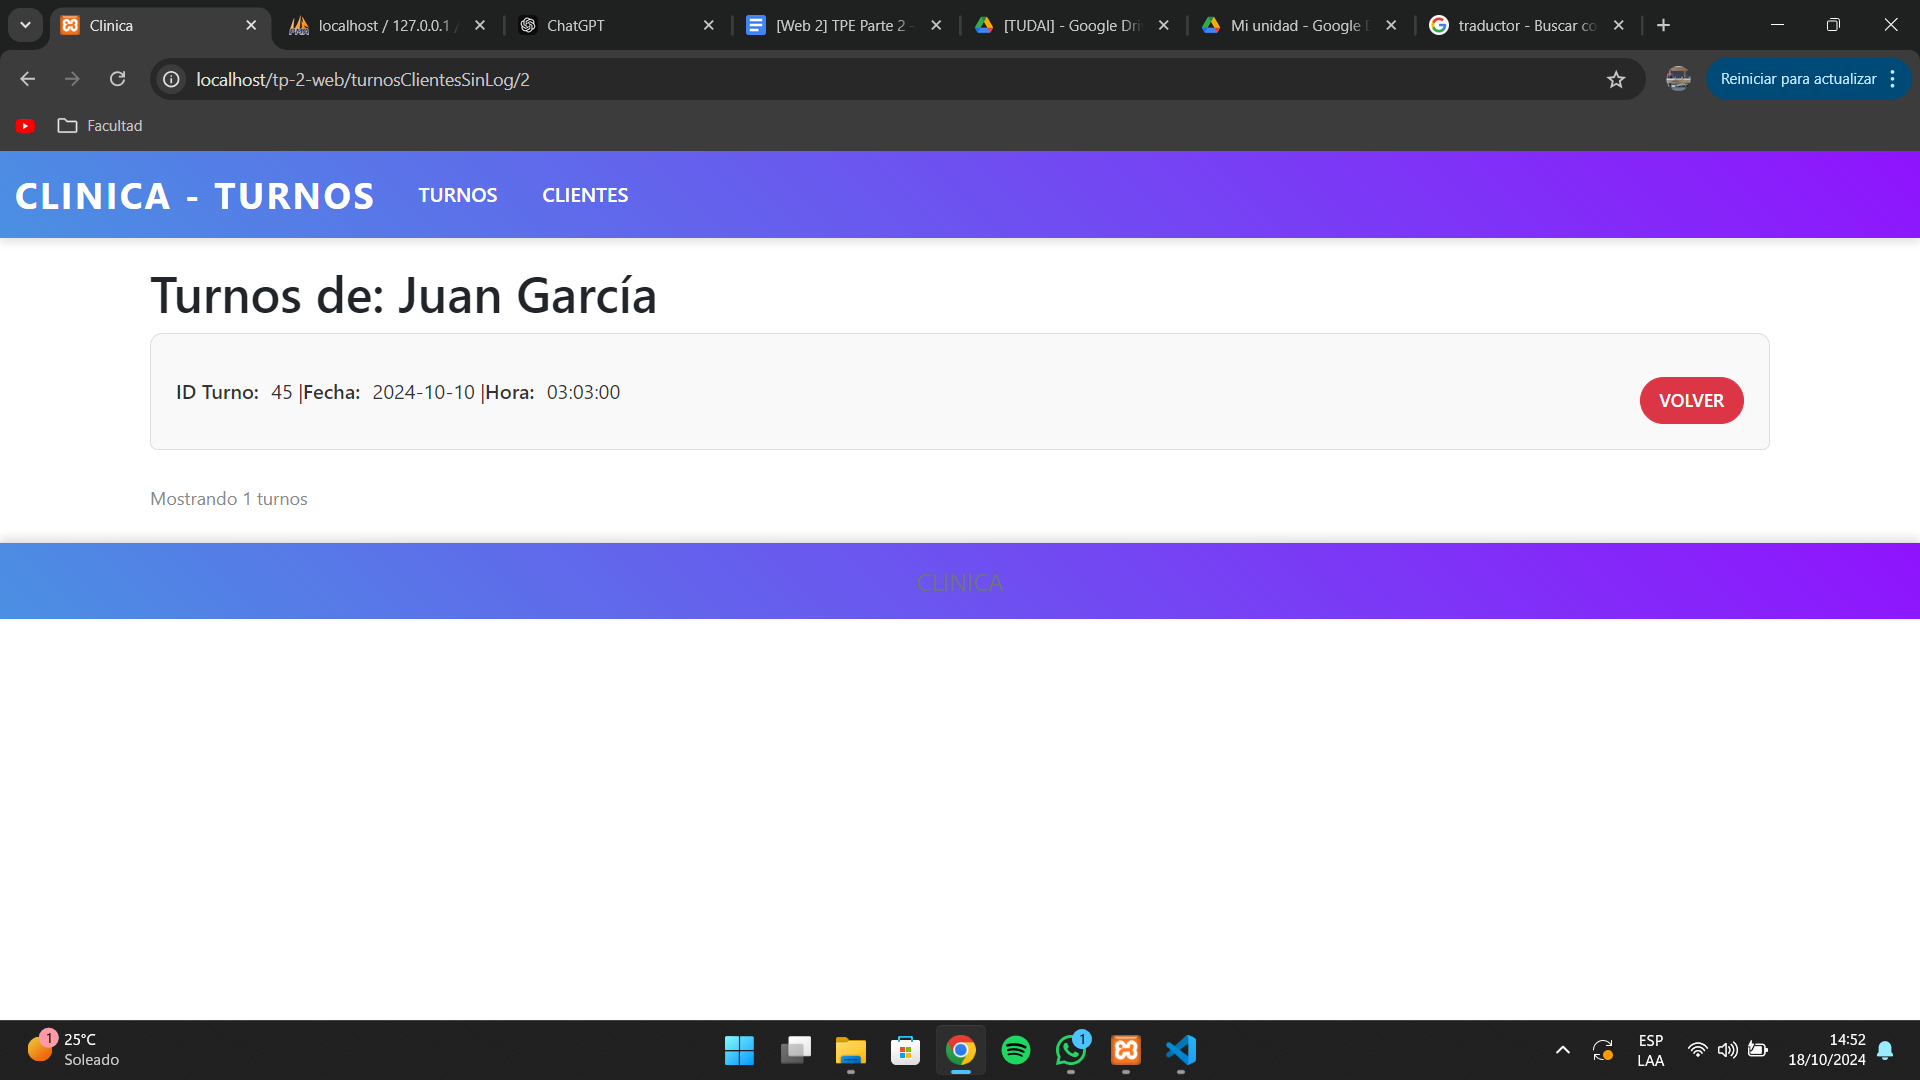 Clinica
localhost / 127.0.0.1 /
ChatGPT
[Web 2] TPE Parte 2 -
[TUDAI] - Google Dri
Mi unidad - Google D
traductor - Buscar co
localhost/tp-2-web/turnosClientesSinLog/2
Reiniciar para actualizar
Facultad
CLINICA - TURNOS TURNOS CLIENTES
Turnos de: Juan García
ID Turno: 45 |Fecha: 2024-10-10 |Hora: 03:03:00
VOLVER
Mostrando 1 turnos
CLINICA
1
25°C
Soleado
1
ESP
LAA
14:52
18/10/2024